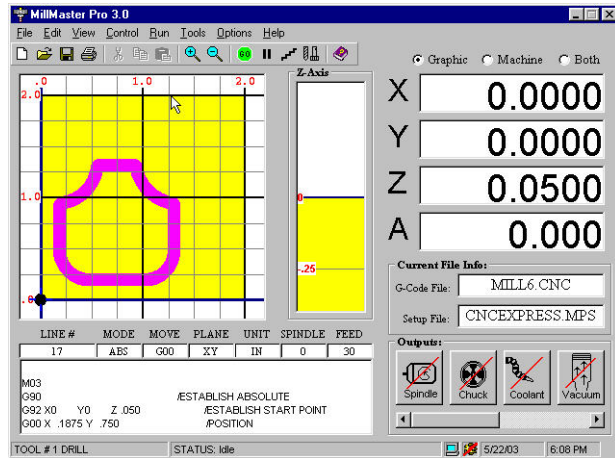 MillMaster Pro 3.0
File Edit View Control Run Tools Options Help
GO
Graphic Machine Both
.0 1.0 2.0
2.0
1.0
.0
Z-Axis
0
-.25
X 0.0000
Y 0.0000
Z 0.0500
A 0.000
Current File Info:
G-Code File: MILL6.CNC
Setup File: CNCEXPRESS.MPS
LINE # MODE MOVE PLANE UNIT SPINDLE FEED
17 ABS G00 XY IN 0 30
M03
G90 /ESTABLISH ABSOLUTE
G92 X0 Y0 Z .050 /ESTABLISH START POINT
G00 X .1875 Y .750 /POSITION
Outputs:
Spindle Chuck Coolant Vacuum
TOOL # 1 DRILL STATUS: Idle 5/22/03 6:08 PM